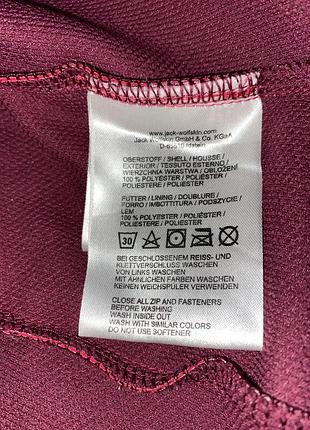 www.jack-wolfskin.com
Jack Wolfskin GmbH & Co. KGaA
D-65510 Idstein
OBERSTOFF / SHELL / HOUSSE /
EXTERIOR / TESSUTO ESTERNO /
WIERZCHNIA WARSTWA / OBLOŽENÍ
100 % POLYESTER / POLIÉSTER /
POLIESTERE / POLIESTER
FUTTER / LINING / DOUBLURE /
FORRO / IMBOTTITURA / PODSZYCIE /
LEM
100 % POLYESTER / POLIÉSTER /
POLIESTERE / POLIESTER
30
BEI GESCHLOSSENEM REISS- UND
KLETTVERSCHLUSS WASCHEN
VON LINKS WASCHEN
MIT ÄHNLICHEN FARBEN WASCHEN
KEINEN WEICHSPÜLER VERWENDEN
CLOSE ALL ZIP AND FASTENERS
BEFORE WASHING
WASH INSIDE OUT
WASH WITH SIMILAR COLORS
DO NOT USE SOFTENER